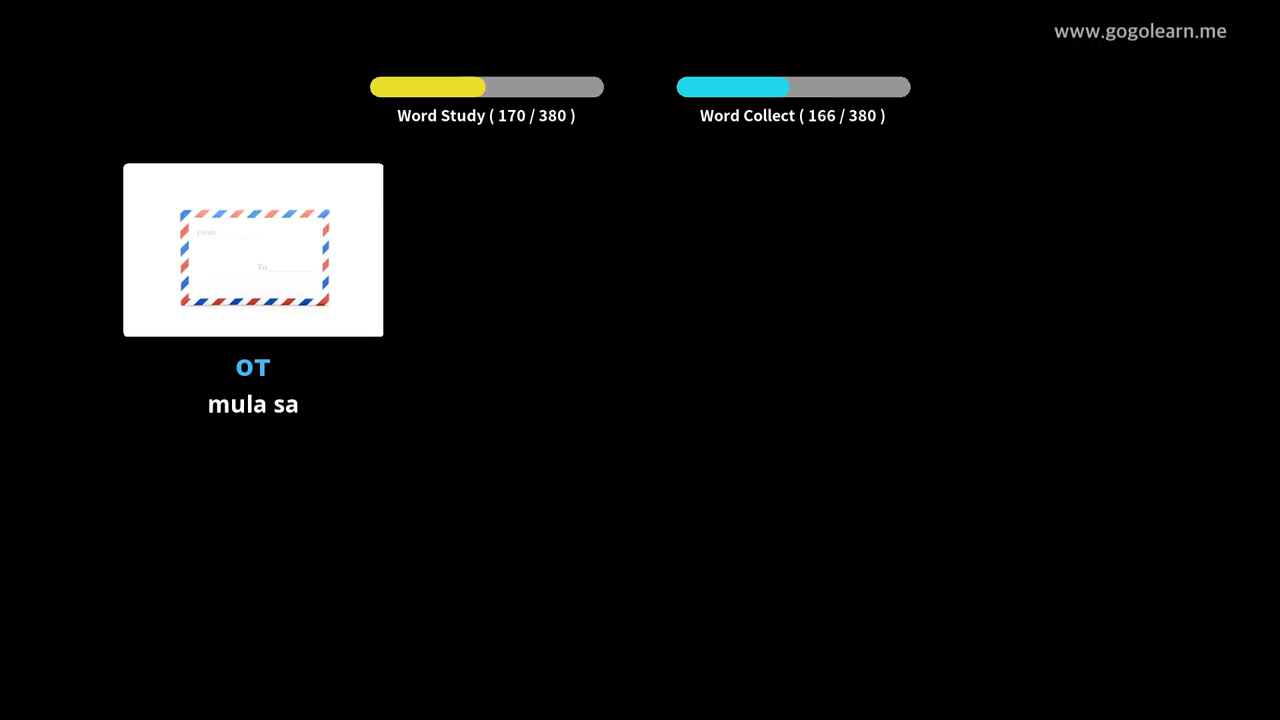 www.gogolearn.me
Word Study ( 170 / 380 )
Word Collect ( 166 / 380 )
From
To
от
mula sa